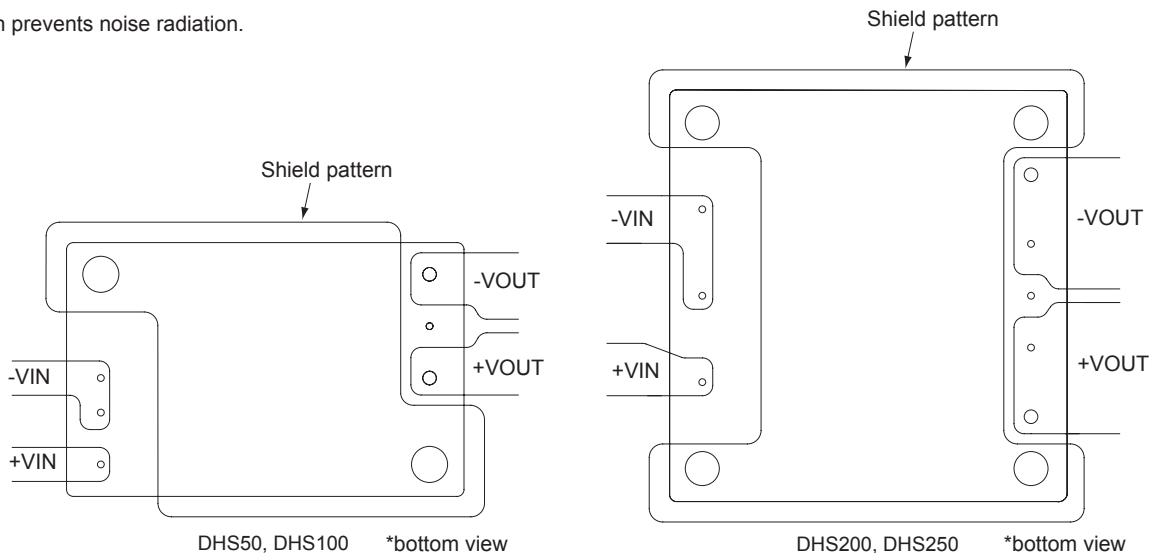 prevents noise radiation.
Shield pattern
-VIN
+VIN
-VOUT
+VOUT
DHS50, DHS100 *bottom view
Shield pattern
-VIN
+VIN
-VOUT
+VOUT
DHS200, DHS250 *bottom view